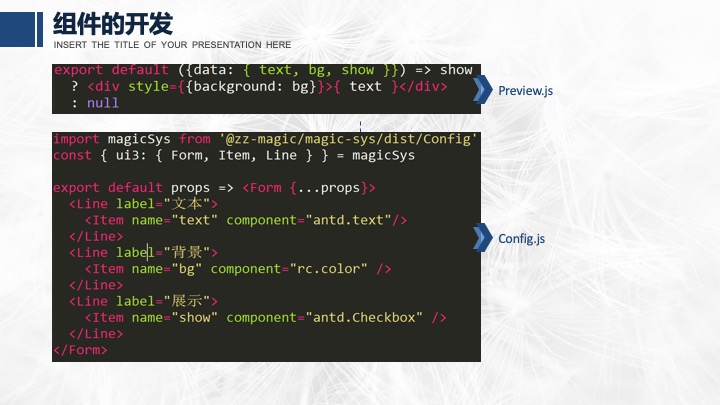 组件的开发
INSERT THE TITLE OF YOUR PRESENTATION HERE
export default ({data: { text, bg, show }}) => show
? <div style={{background: bg}}>{ text }</div>
: null
Preview.js
import magicSys from '@zz-magic/magic-sys/dist/Config'
const { ui3: { Form, Item, Line } } = magicSys
export default props => <Form {...props}>
<Line label="文本">
<Item name="text" component="antd.text"/>
</Line>
<Line label="背景">
<Item name="bg" component="rc.color" />
</Line>
<Line label="展示">
<Item name="show" component="antd.Checkbox" />
</Line>
</Form>
Config.js